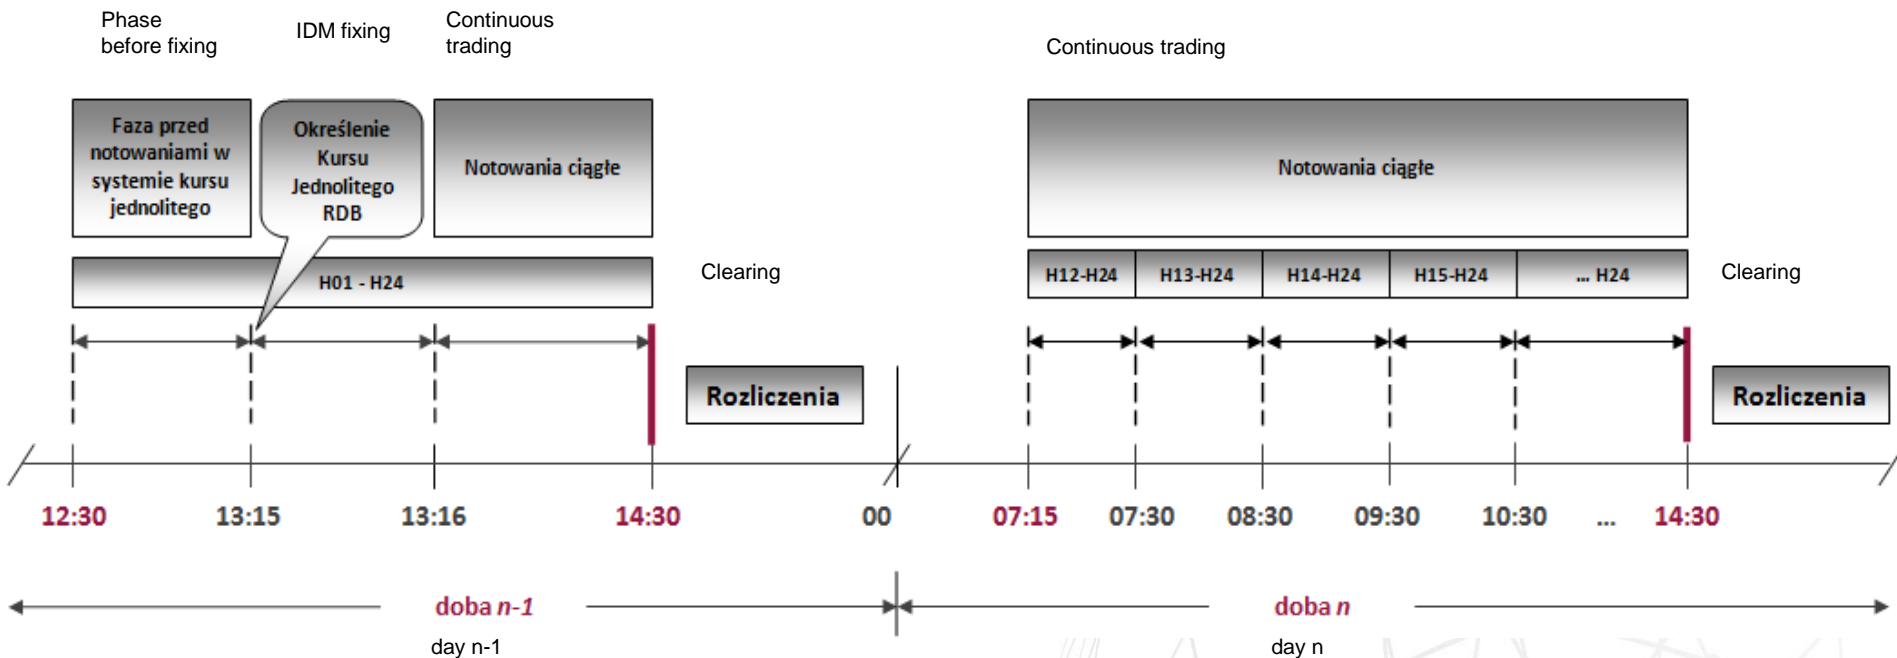 Phase
before fixing
IDM fixing
Continuous
trading
Continuous trading
Faza przed
notowaniami w
systemie kursu
jednolitego
Określenie
Kursu
Jednolitego
RDB
Notowania ciągłe
Notowania ciągłe
H01 - H24
Clearing
H12-H24
H13-H24
H14-H24
H15-H24
... H24
Clearing
Rozliczenia
Rozliczenia
12:30
13:15
13:16
14:30
00
07:15
07:30
08:30
09:30
10:30
...
14:30
doba n-1
doba n
day n-1
day n